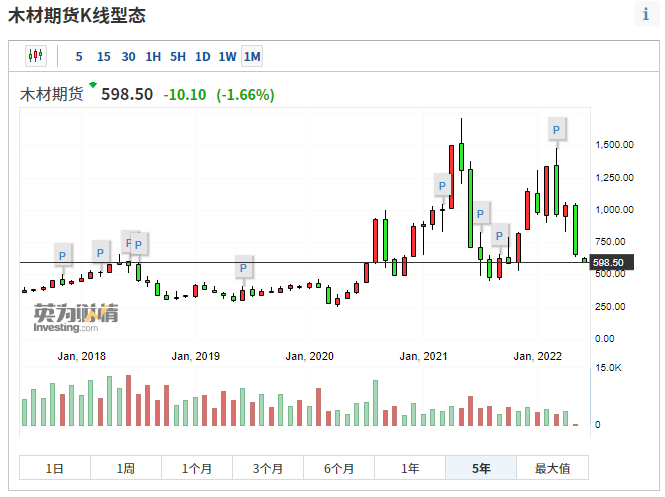 木材期货K线型态
i
5 15 30 1H 5H 1D 1W 1M
木材期货 598.50 -10.10 (-1.66%)
P
1,500.00
P
1,250.00
P
1,000.00
P
P
P
P
P
750.00
P
598.50
500.00
英为财情
Investing.com
250.00
0.00
Jan, 2018 Jan, 2019 Jan, 2020 Jan, 2021 Jan, 2022
15.0K
0
1日 1周 1个月 3个月 6个月 1年 5年 最大值